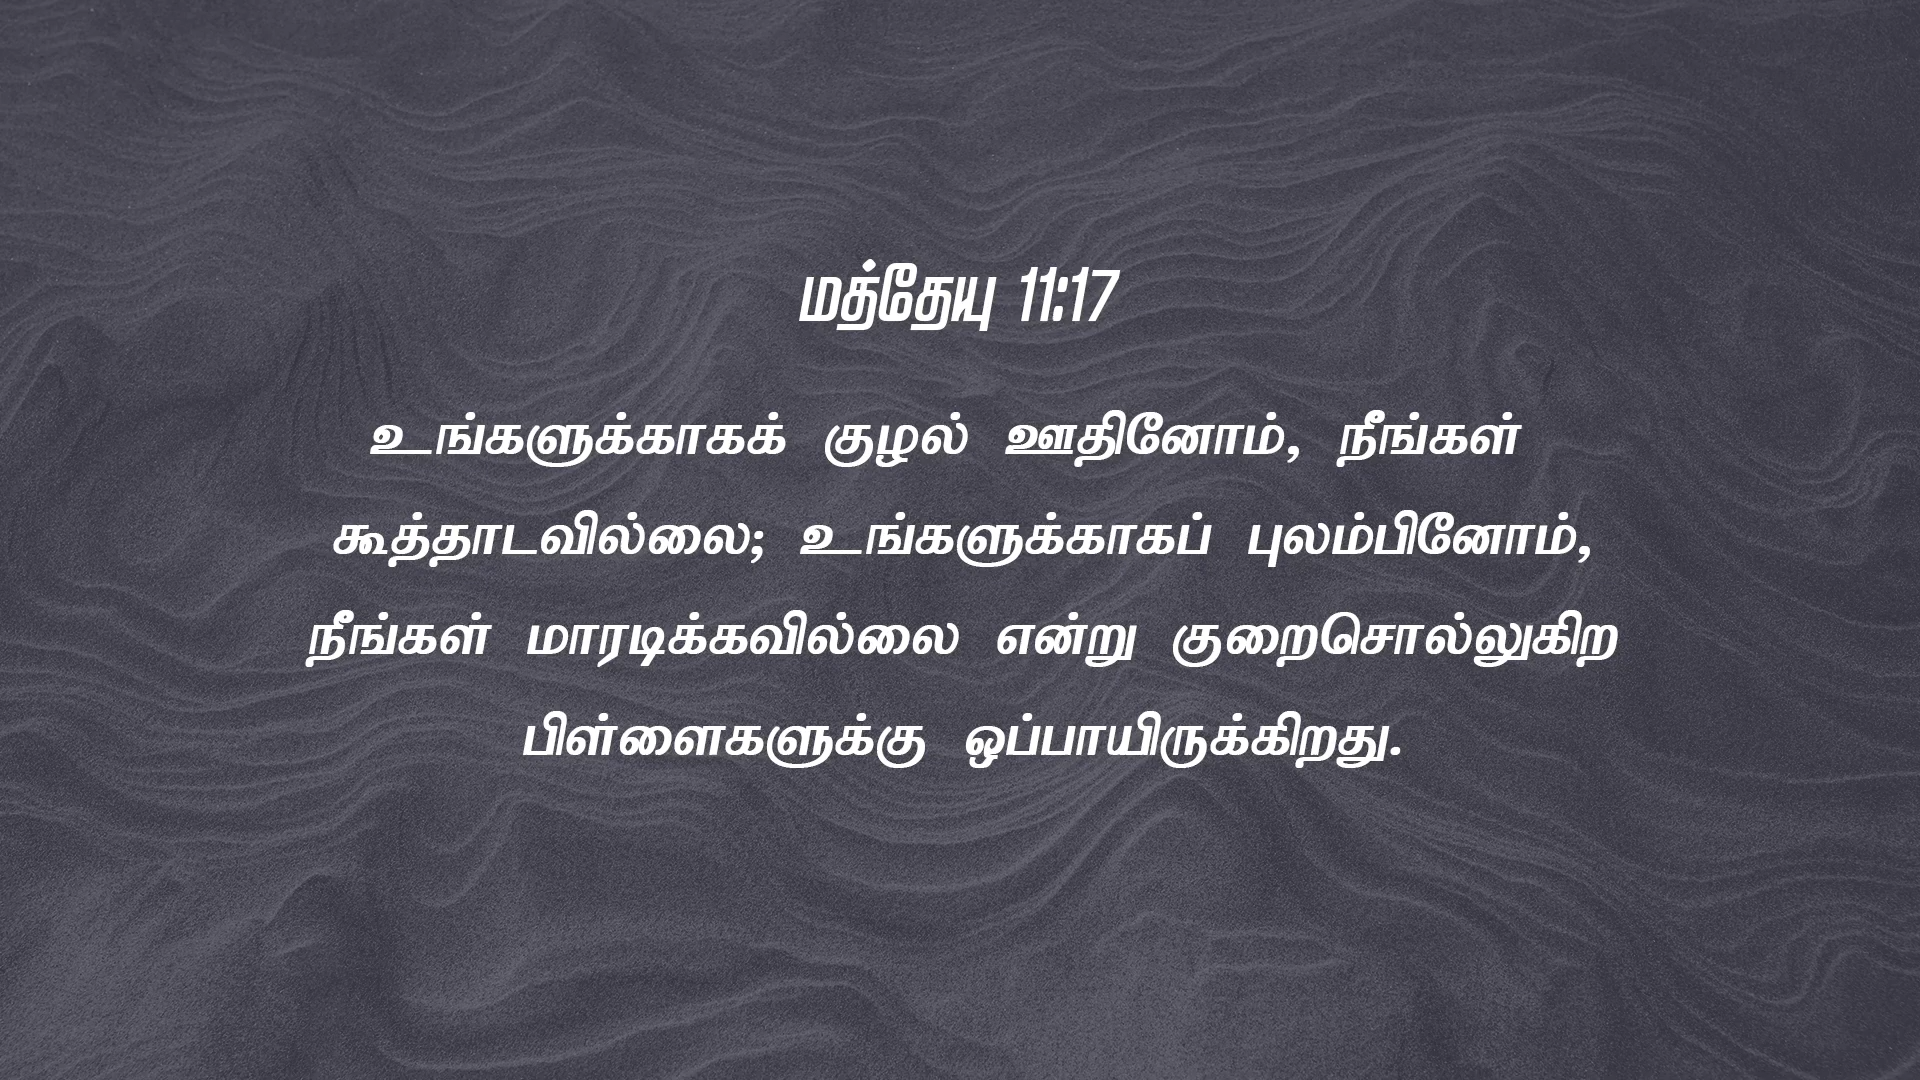 மத்தேயு 11:17
உங்களுக்காகக் குழல் ஊதினோம், நீங்கள்
கூத்தாடவில்லை; உங்களுக்காகப் புலம்பினோம்,
நீங்கள் மாரடிக்கவில்லை என்று குறைசொல்லுகிற
பிள்ளைகளுக்கு ஒப்பாயிருக்கிறது.